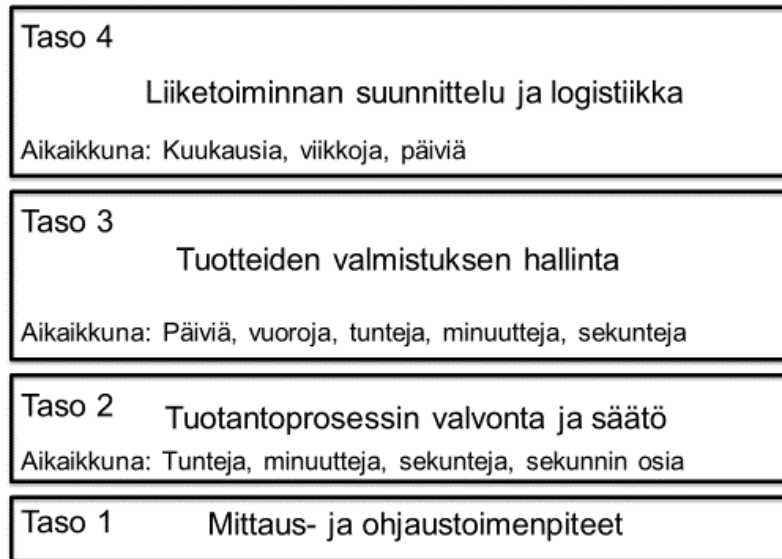 Taso 4
Liiketoiminnan suunnittelu ja logistiikka
Aikaikkuna: Kuukausia, viikkoja, päiviä
Taso 3
Tuotteiden valmistuksen hallinta
Aikaikkuna: Päiviä, vuoroja, tunteja, minuutteja, sekunteja
Taso 2 Tuotantoprosessin valvonta ja säätö
Aikaikkuna: Tunteja, minuutteja, sekunteja, sekunnin osia
Taso 1 Mittaus- ja ohjaustoimenpiteet